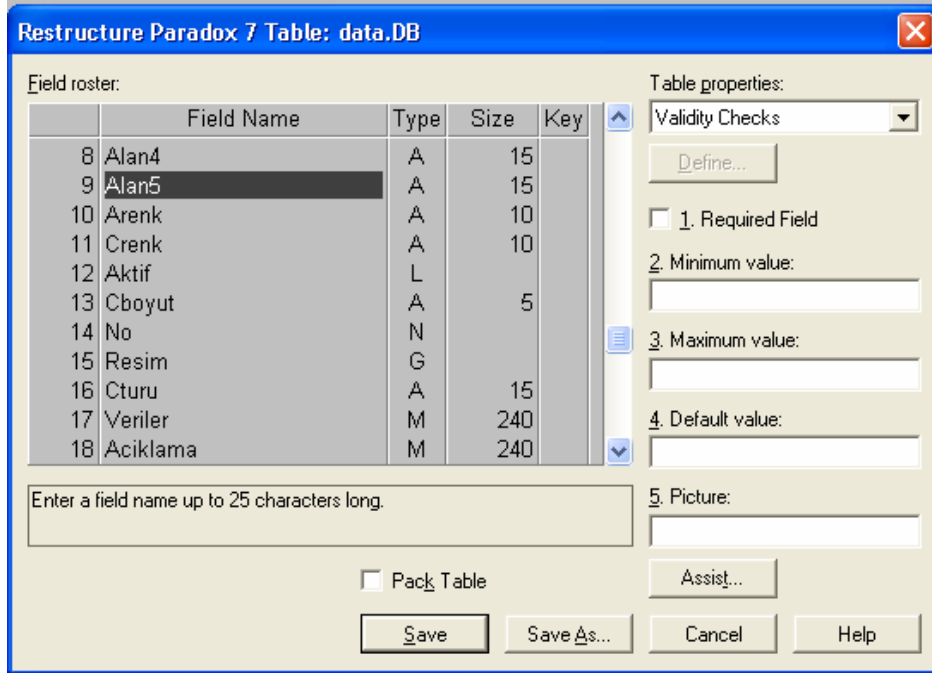 Restructure Paradox 7 Table: data.DB
Field roster:
Field Name Type Size Key
8 Alan4 A 15
9 Alan5 A 15
10 Arenk A 10
11 Crenk A 10
12 Aktif L
13 Cboyut A 5
14 No N
15 Resim G
16 Cturu A 15
17 Veriler M 240
18 Aciklama M 240
Enter a field name up to 25 characters long.
Pack Table
Save
Save As...
Table properties:
Validity Checks
Define...
1. Required Field
2. Minimum value:
3. Maximum value:
4. Default value:
5. Picture:
Assist...
Cancel
Help